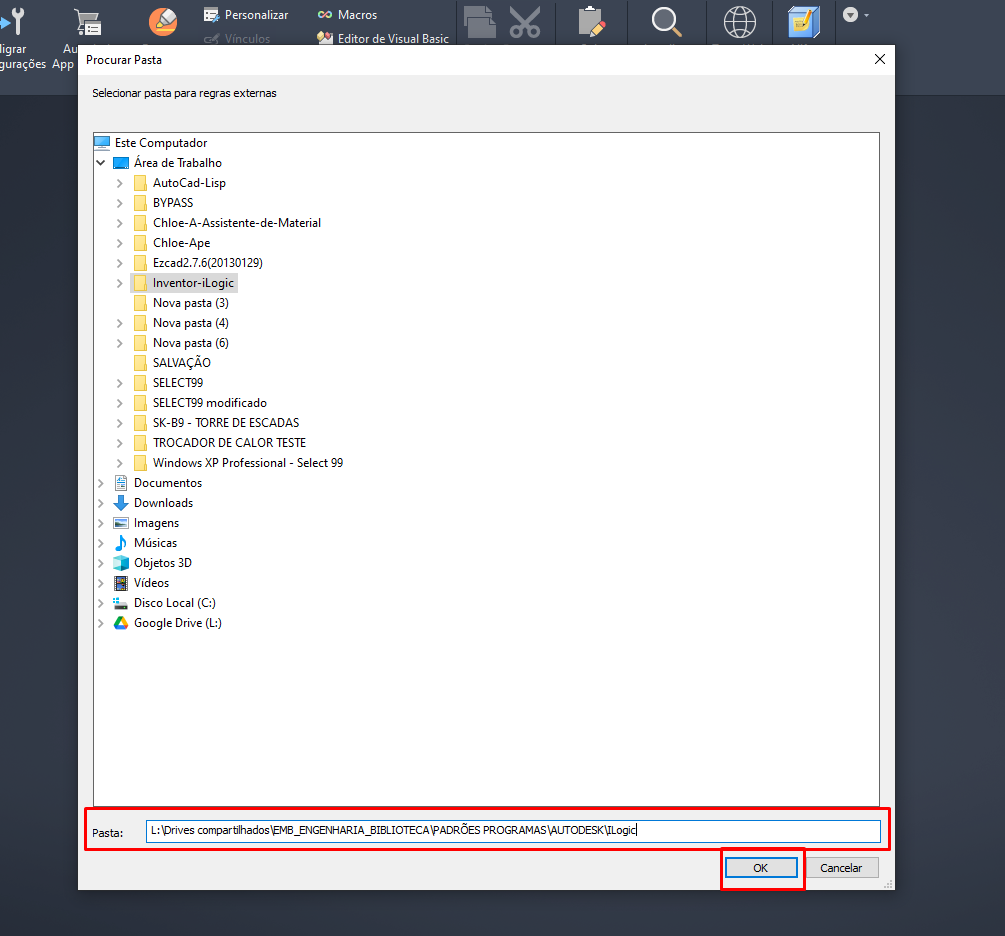 Personalizar
Macros
Vínculos
Editor de Visual Basic
igrar
gurações
Au
App
Procurar Pasta
Selecionar pasta para regras externas
Este Computador
Área de Trabalho
AutoCad-Lisp
BYPASS
Chloe-A-Assistente-de-Material
Chloe-Ape
Ezcad2.7.6(20130129)
Inventor-iLogic
Nova pasta (3)
Nova pasta (4)
Nova pasta (6)
SALVAÇÃO
SELECT99
SELECT99 modificado
SK-B9 - TORRE DE ESCADAS
TROCADOR DE CALOR TESTE
Windows XP Professional - Select 99
Documentos
Downloads
Imagens
Músicas
Objetos 3D
Vídeos
Disco Local (C:)
Google Drive (L:)
Pasta: L:\Drives compartilhados\EMB_ENGENHARIA_BIBLIOTECA\PADRÕES PROGRAMAS\AUTODESK\ILogic
OK Cancelar